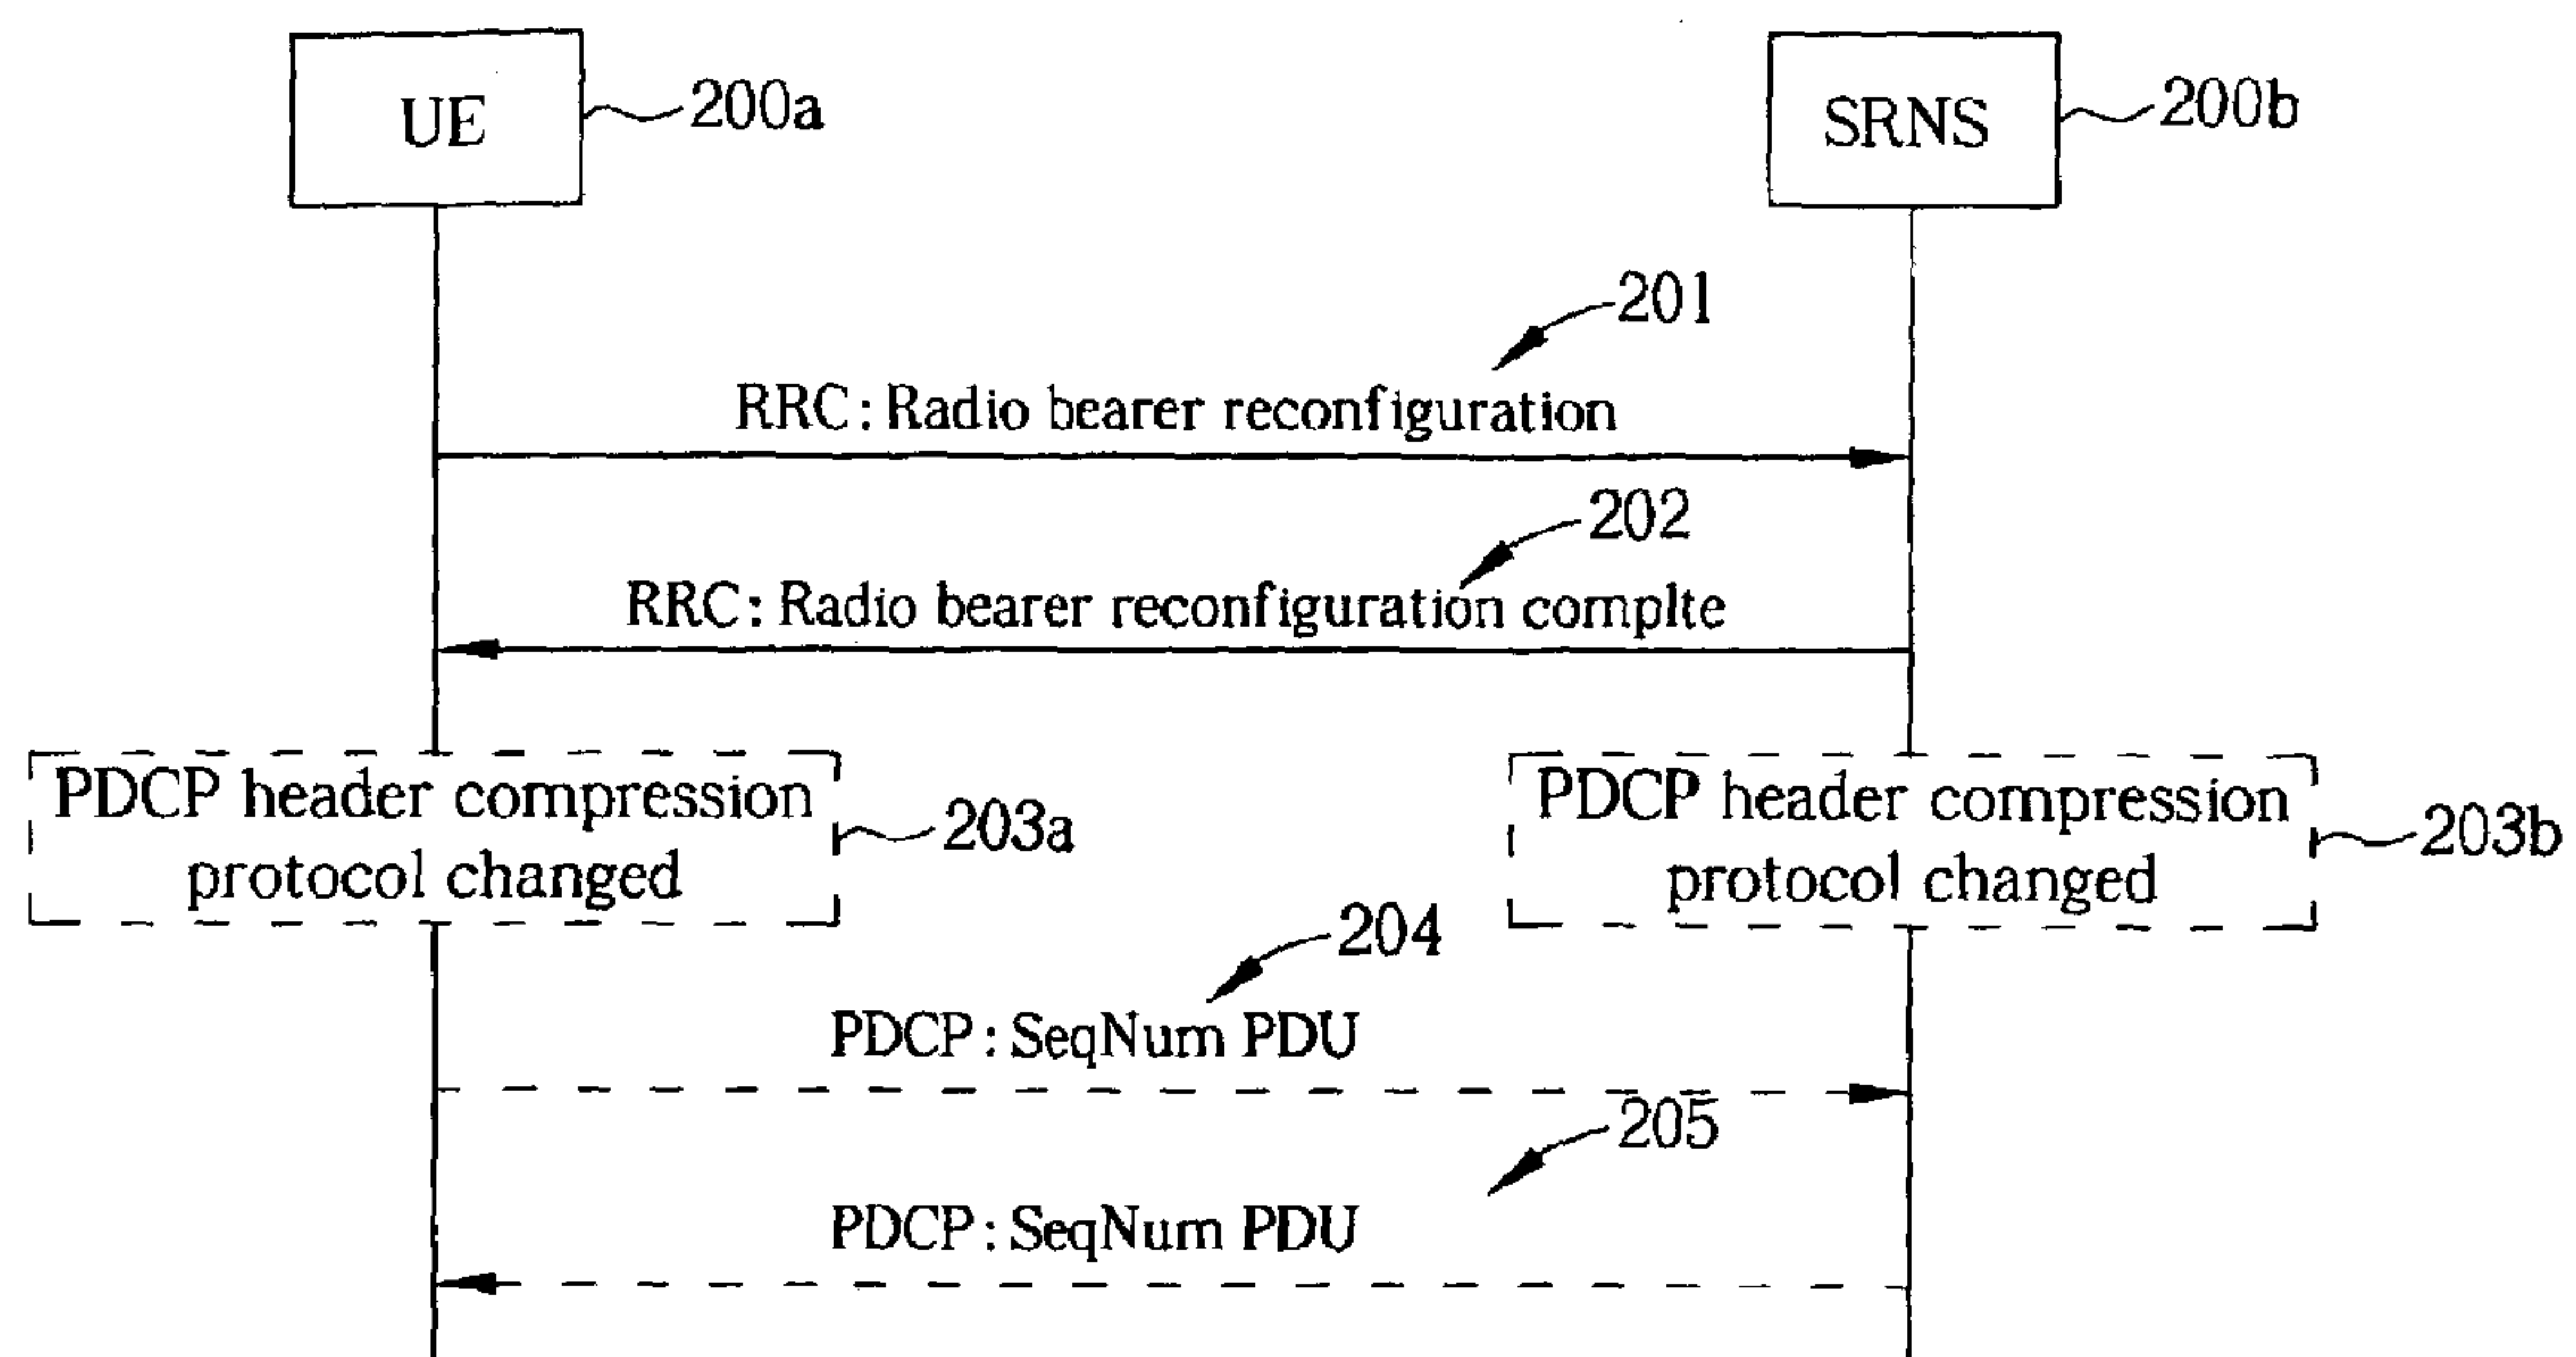 UE
200a
SRNS
200b
201
RRC: Radio bearer reconfiguration
202
RRC: Radio bearer reconfiguration complte
PDCP header compression
protocol changed
203a
PDCP header compression
protocol changed
203b
204
PDCP: SeqNum PDU
205
PDCP: SeqNum PDU